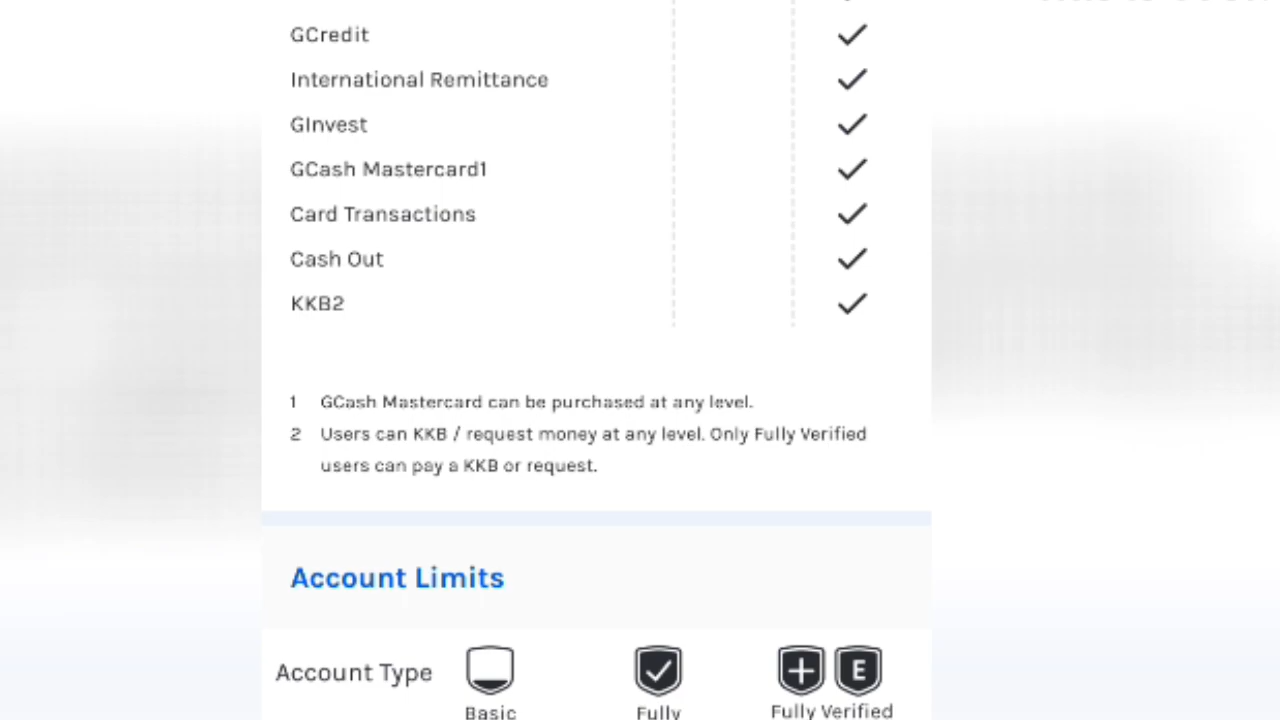 GCredit
International Remittance
GInvest
GCash Mastercard1
Card Transactions
Cash Out
KKB2
1 GCash Mastercard can be purchased at any level.
2 Users can KKB / request money at any level. Only Fully Verified
users can pay a KKB or request.
Account Limits
Account Type
E
Basic Fully Fully Verified